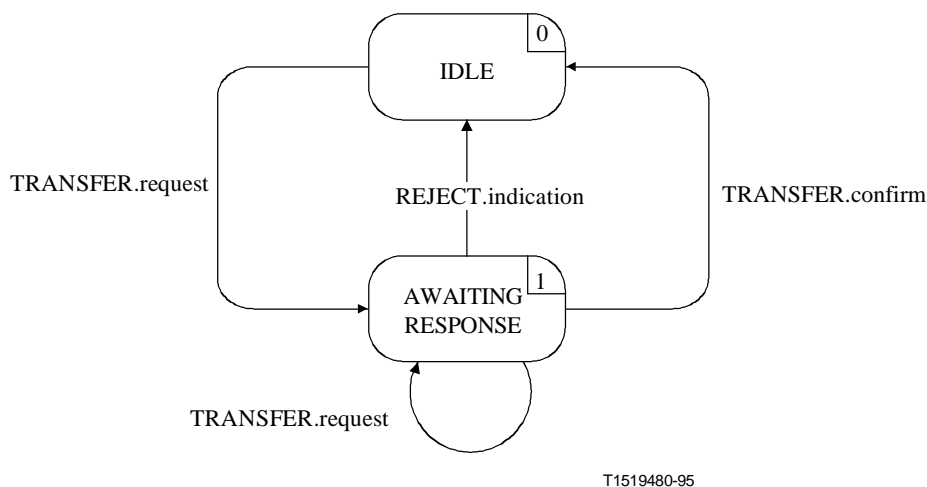 0
IDLE
TRANSFER.request
REJECT.indication
TRANSFER.confirm
1
AWAITING
RESPONSE
TRANSFER.request
T1519480-95